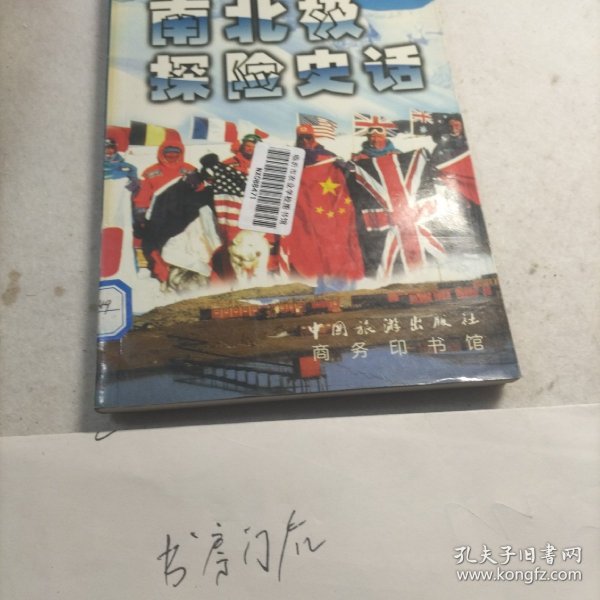 南北极
探险史话
中国旅游出版社
商务印书馆
书房门后
孔夫子旧书网
www.kongfz.com